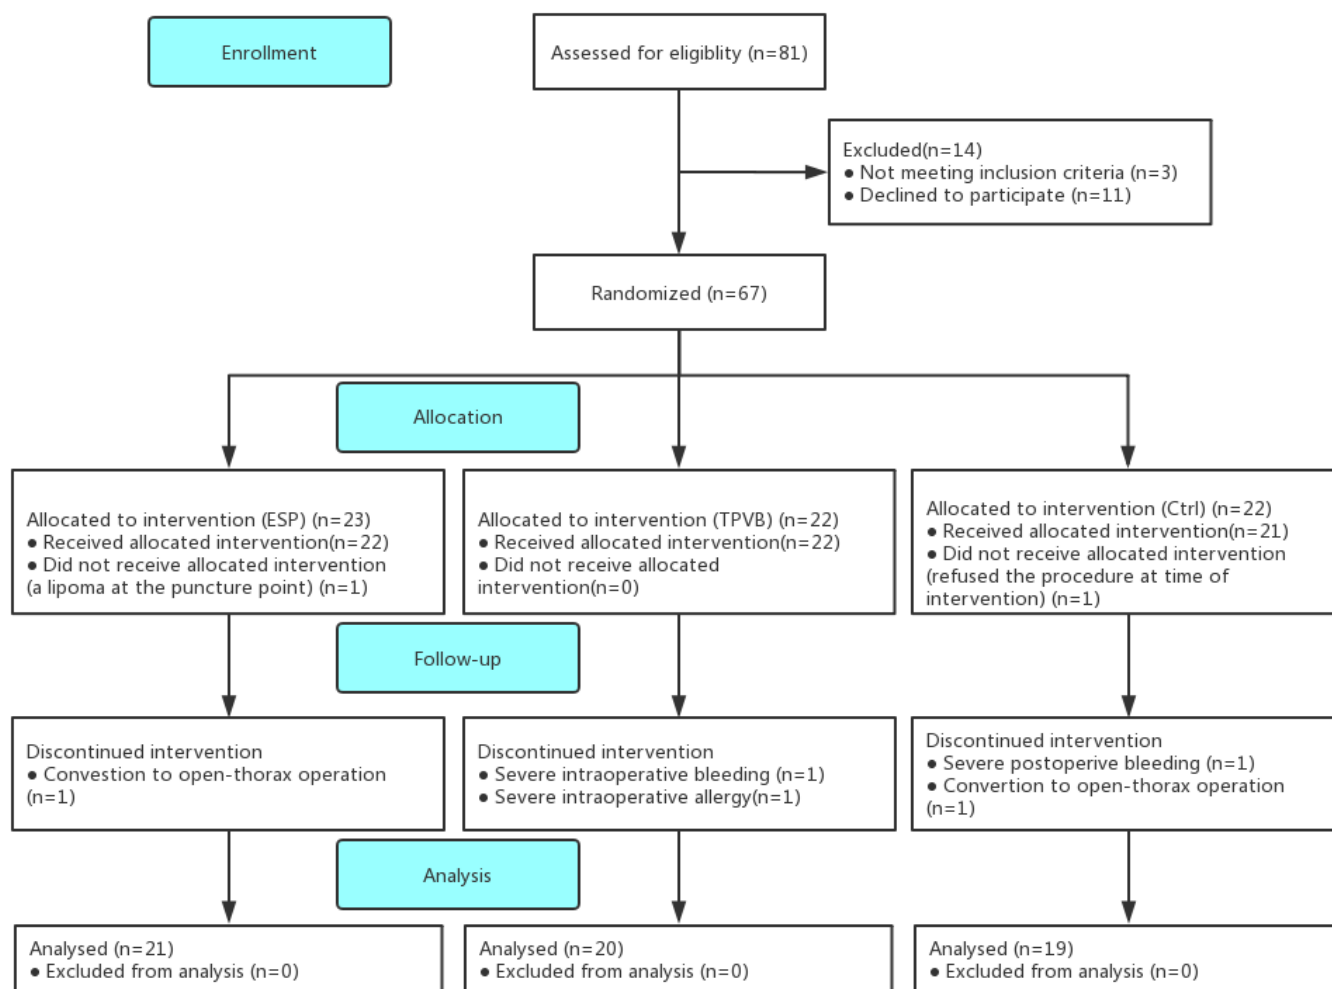 Enrollment
Assessed for eligiblity (n=81)
Excluded(n=14)
● Not meeting inclusion criteria (n=3)
● Declined to participate (n=11)
Randomized (n=67)
Allocation
Allocated to intervention (ESP) (n=23)
● Received allocated intervention(n=22)
● Did not receive allocated intervention
(a lipoma at the puncture point) (n=1)
Allocated to intervention (TPVB) (n=22)
● Received allocated intervention(n=22)
● Did not receive allocated
intervention(n=0)
Allocated to intervention (Ctrl) (n=22)
● Received allocated intervention(n=21)
● Did not receive allocated intervention
(refused the procedure at time of
intervention) (n=1)
Follow-up
Discontinued intervention
● Convestion to open-thorax operation
(n=1)
Discontinued intervention
● Severe intraoperative bleeding (n=1)
● Severe intraoperative allergy(n=1)
Discontinued intervention
● Severe postoperive bleeding (n=1)
● Convertion to open-thorax operation
(n=1)
Analysis
Analysed (n=21)
● Excluded from analysis (n=0)
Analysed (n=20)
● Excluded from analysis (n=0)
Analysed (n=19)
● Excluded from analysis (n=0)